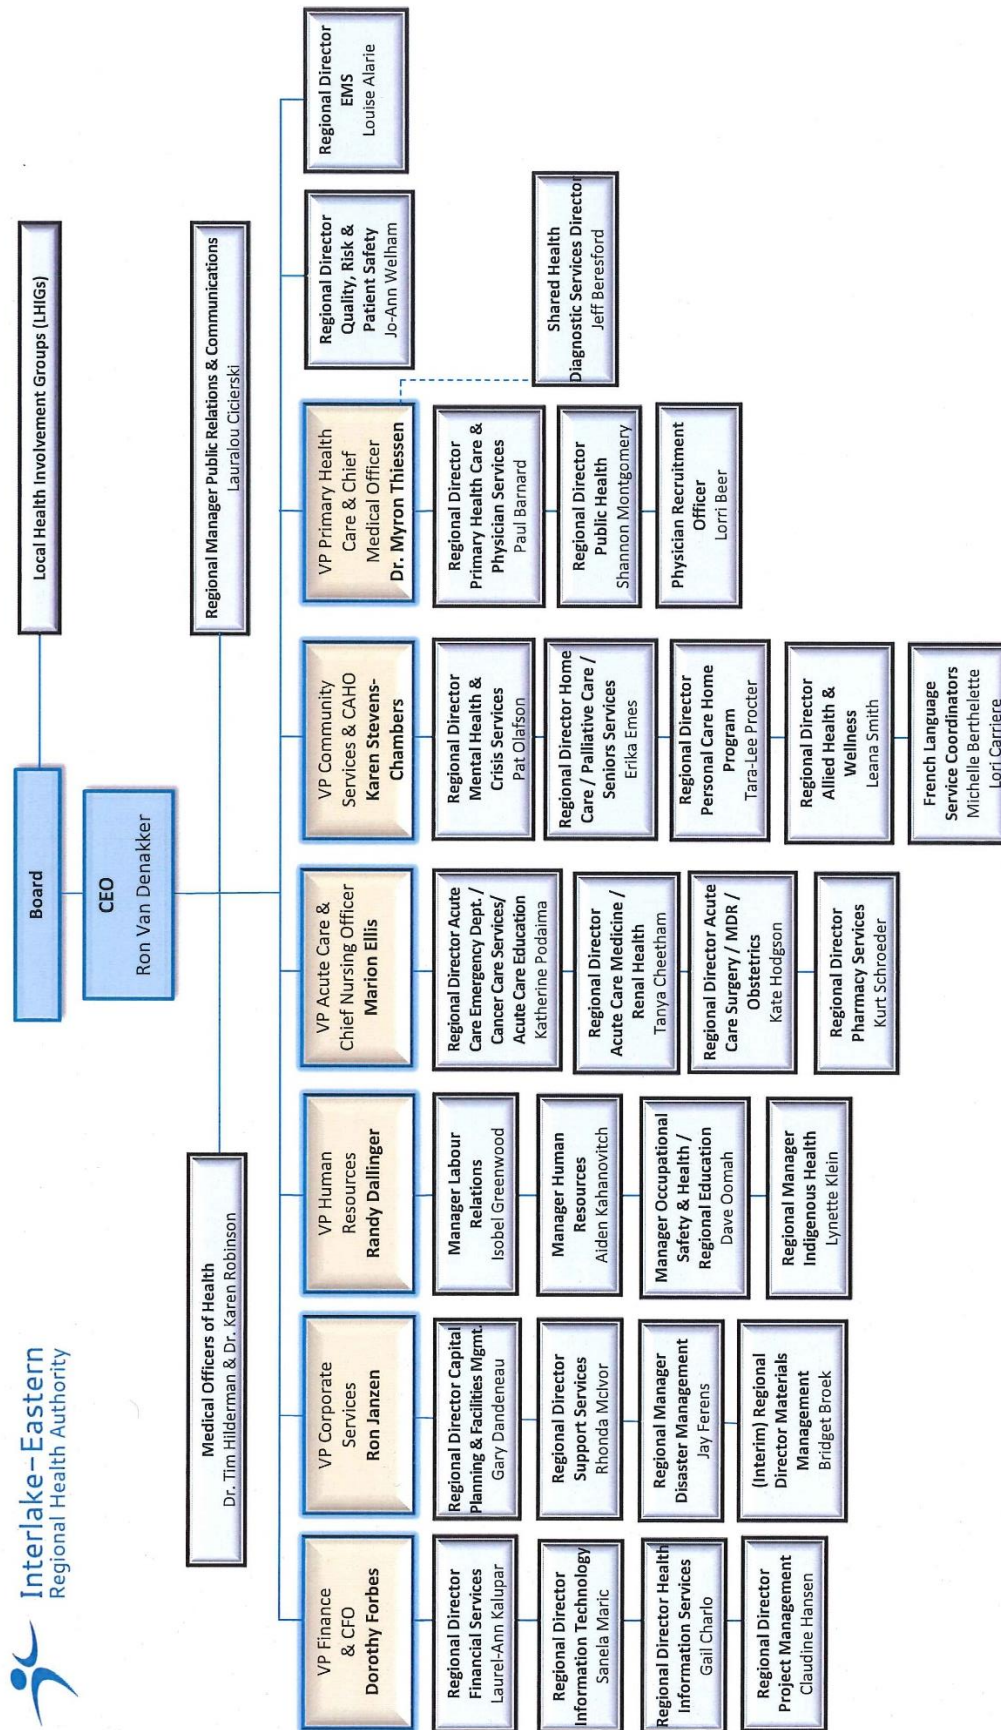 Interlake-Eastern
Regional Health Authority
Board
Local Health Involvement Groups (LHIGs)
CEO
Ron Van Denakker
Medical Officers of Health
Dr. Tim Hilderman & Dr. Karen Robinson
Regional Manager Public Relations & Communications
Lauralou Cicierski
VP Finance
& CFO
Dorothy Forbes
Regional Director
Financial Services
Laurel-Ann Kalupar
Regional Director
Information Technology
Sanela Maric
Regional Director Health
Information Services
Gail Charlo
Regional Director
Project Management
Claudine Hansen
VP Corporate
Services
Ron Janzen
Regional Director Capital
Planning & Facilities Mgmt.
Gary Dandeneau
Regional Director
Support Services
Rhonda McIvor
Regional Manager
Disaster Management
Jay Ferens
(Interim) Regional
Director Materials
Management
Bridget Broek
VP Human
Resources
Randy Dallinger
Manager Labour
Relations
Isobel Greenwood
Manager Human
Resources
Aiden Kahanovitch
Manager Occupational
Safety & Health /
Regional Education
Dave Oomah
Regional Manager
Indigenous Health
Lynette Klein
VP Acute Care &
Chief Nursing Officer
Marion Ellis
Regional Director Acute
Care Emergency Dept. /
Cancer Care Services/
Acute Care Education
Katherine Podaima
Regional Director
Acute Care Medicine /
Renal Health
Tanya Cheetham
Regional Director Acute
Care Surgery / MDR /
Obstetrics
Kate Hodgson
Regional Director
Pharmacy Services
Kurt Schroeder
VP Community
Services & CAHO
Karen Stevens-
Chambers
Regional Director
Mental Health &
Crisis Services
Pat Olafson
Regional Director Home
Care / Palliative Care /
Seniors Services
Erika Emes
Regional Director
Personal Care Home
Program
Tara-Lee Procter
Regional Director
Allied Health &
Wellness
Leana Smith
French Language
Service Coordinators
Michelle Berthelette
Lori Carriere
VP Primary Health
Care & Chief
Medical Officer
Dr. Myron Thiessen
Regional Director
Primary Health Care &
Physician Services
Paul Barnard
Regional Director
Public Health
Shannon Montgomery
Physician Recruitment
Officer
Lorri Beer
Shared Health
Diagnostic Services Director
Jeff Beresford
Regional Director
Quality, Risk &
Patient Safety
Jo-Ann Welham
Regional Director
EMS
Louise Alarie